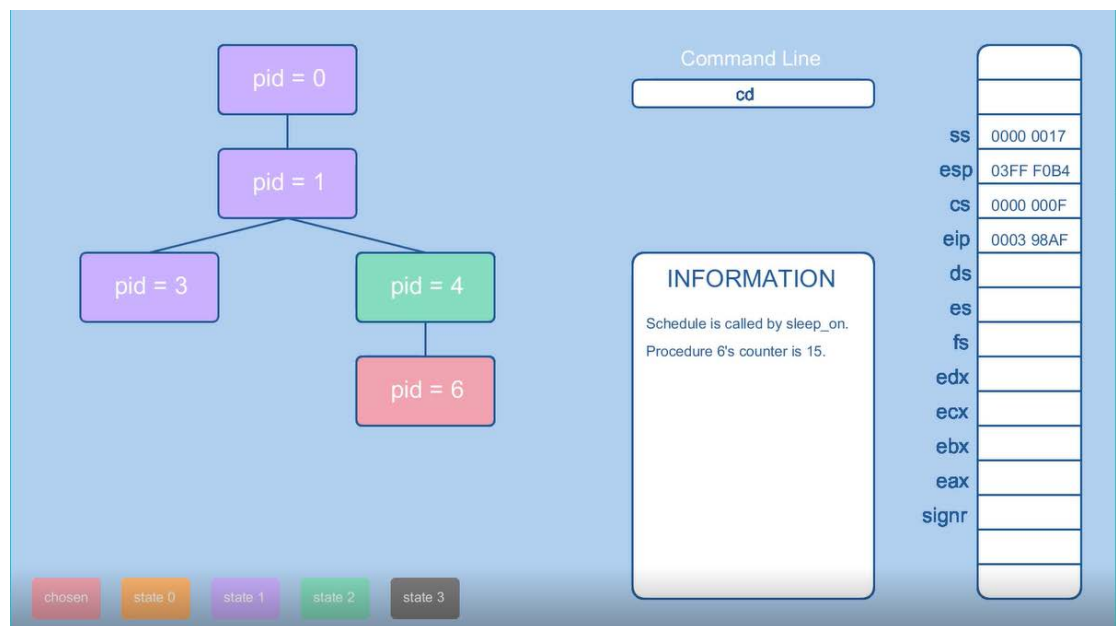 pid = 0
pid = 1
pid = 3
pid = 4
pid = 6
Command Line
cd
INFORMATION
Schedule is called by sleep_on.
Procedure 6's counter is 15.
ss 0000 0017
esp 03FF F0B4
cs 0000 000F
eip 0003 98AF
ds
es
fs
edx
ecx
ebx
eax
signr
chosen
state 0
state 1
state 2
state 3